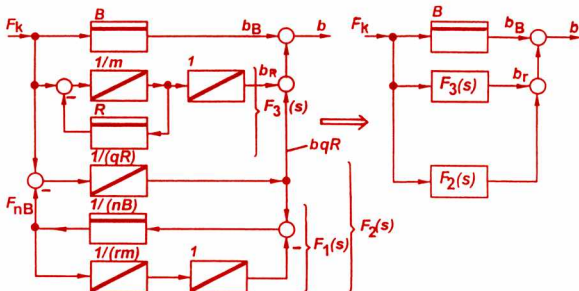 B B
F_k b_B b F_k b_B b
1/m 1
b_R F_3(s) b_r
R F_3(s)
bqR
1/(qR)
F_nB 1/(nB) F_2(s) F_2(s)
F_1(s)
1/(rm) 1